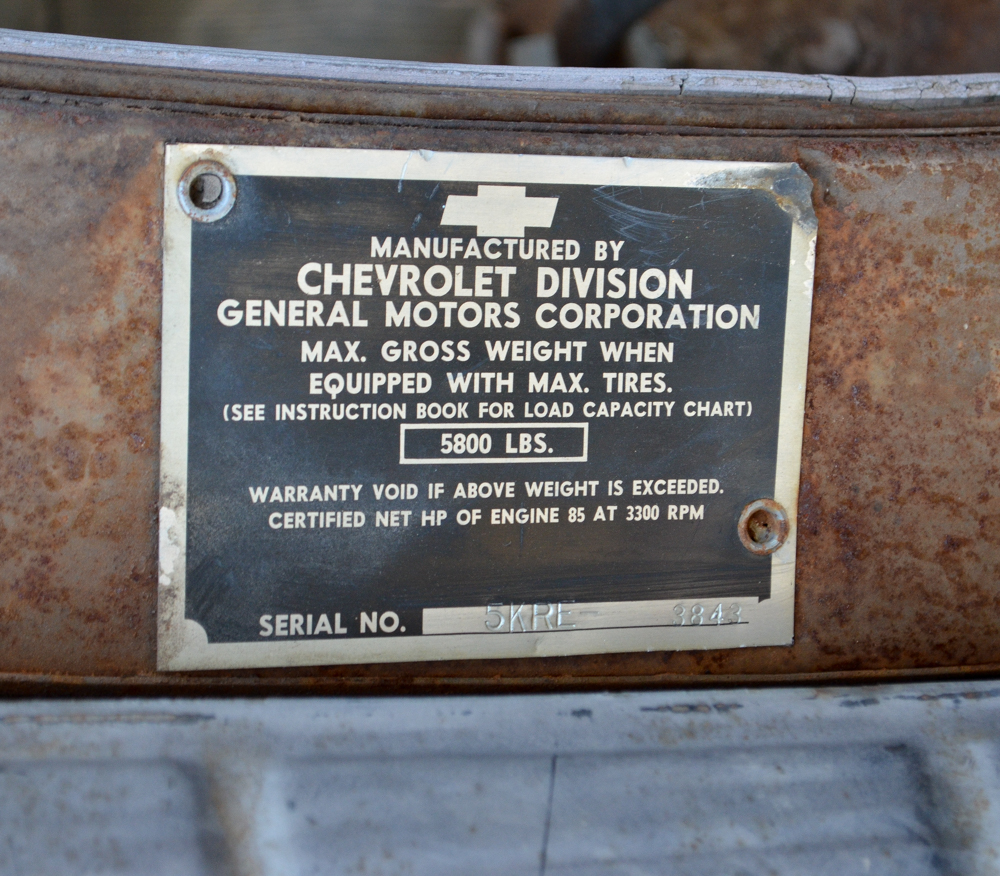 MANUFACTURED BY
CHEVROLET DIVISION
GENERAL MOTORS CORPORATION
MAX. GROSS WEIGHT WHEN
EQUIPPED WITH MAX. TIRES.
(SEE INSTRUCTION BOOK FOR LOAD CAPACITY CHART)
5800 LBS.
WARRANTY VOID IF ABOVE WEIGHT IS EXCEEDED.
CERTIFIED NET HP OF ENGINE 85 AT 3300 RPM
SERIAL NO. 5KRE- 3843